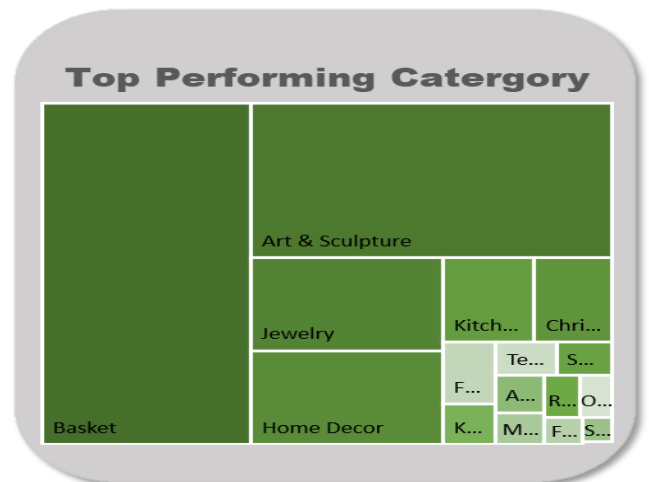 Top Performing Catergory
Art & Sculpture
Jewelry
Kitch...
Chri...
Te...
S...
F...
A...
R...
O...
Basket
Home Decor
K...
M...
F...
S...